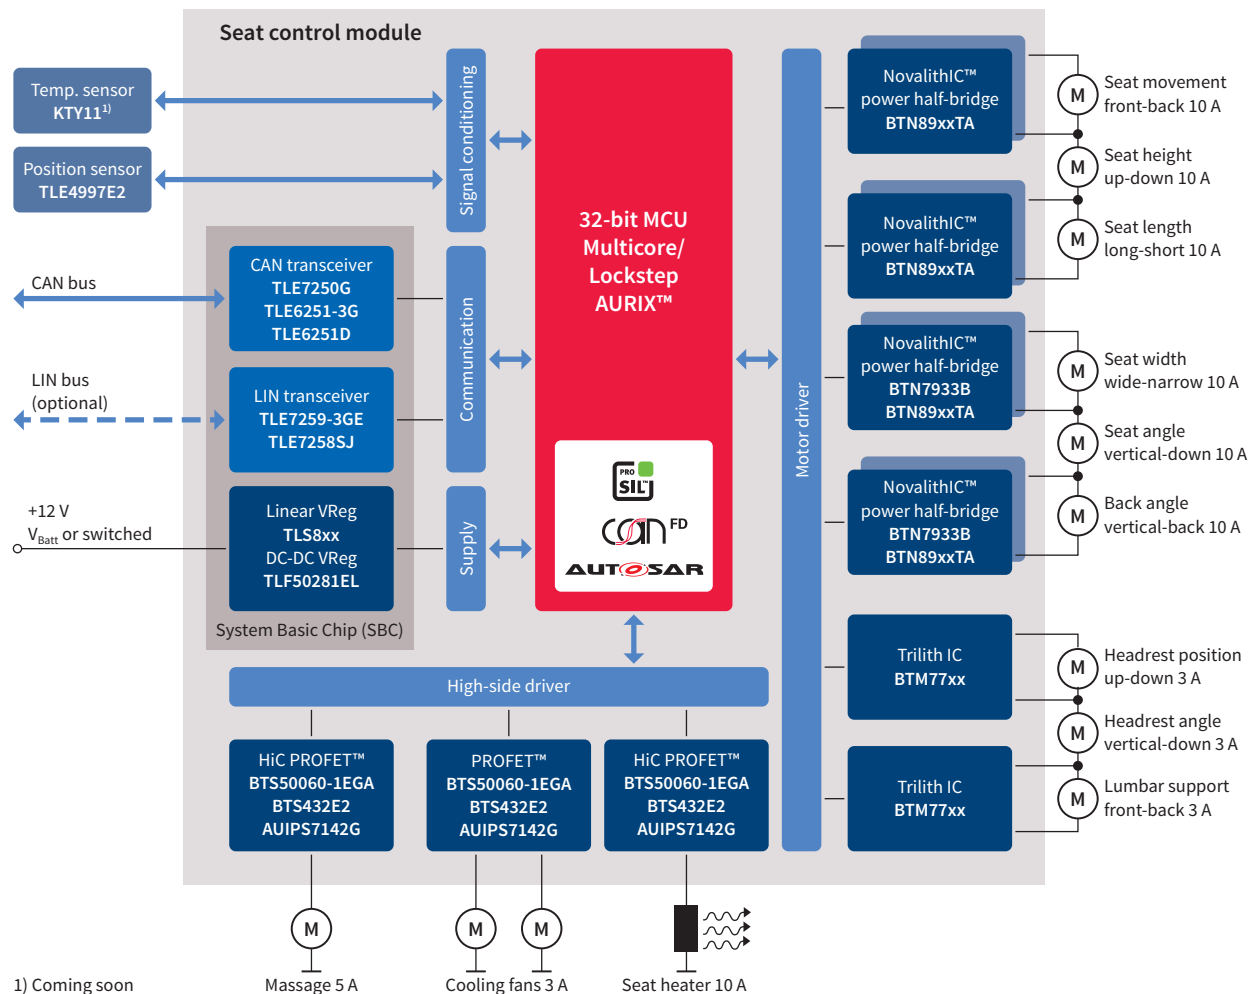 Seat control module
Temp. sensor
KTY11¹⁾
Position sensor
TLE4997E2
CAN bus
LIN bus
(optional)
+12 V
VBatt or switched
Signal conditioning
Communication
Supply
CAN transceiver
TLE7250G
TLE6251-3G
TLE6251D
LIN transceiver
TLE7259-3GE
TLE7258SJ
Linear VReg
TLS8xx
DC-DC VReg
TLF50281EL
System Basic Chip (SBC)
32-bit MCU
Multicore/
Lockstep
AURIX™
PRO
SIL™
CAN FD
AUTOSAR
Motor driver
NovalithIC™
power half-bridge
BTN89xxTA
NovalithIC™
power half-bridge
BTN89xxTA
NovalithIC™
power half-bridge
BTN7933B
BTN89xxTA
NovalithIC™
power half-bridge
BTN7933B
BTN89xxTA
Trilith IC
BTM77xx
Trilith IC
BTM77xx
M
Seat movement
front-back 10 A
M
Seat height
up-down 10 A
M
Seat length
long-short 10 A
M
Seat width
wide-narrow 10 A
M
Seat angle
vertical-down 10 A
M
Back angle
vertical-back 10 A
M
Headrest position
up-down 3 A
M
Headrest angle
vertical-down 3 A
M
Lumbar support
front-back 3 A
High-side driver
HiC PROFET™
BTS50060-1EGA
BTS432E2
AUIPS7142G
PROFET™
BTS50060-1EGA
BTS432E2
AUIPS7142G
HiC PROFET™
BTS50060-1EGA
BTS432E2
AUIPS7142G
M
M
M
Massage 5 A
Cooling fans 3 A
Seat heater 10 A
1) Coming soon